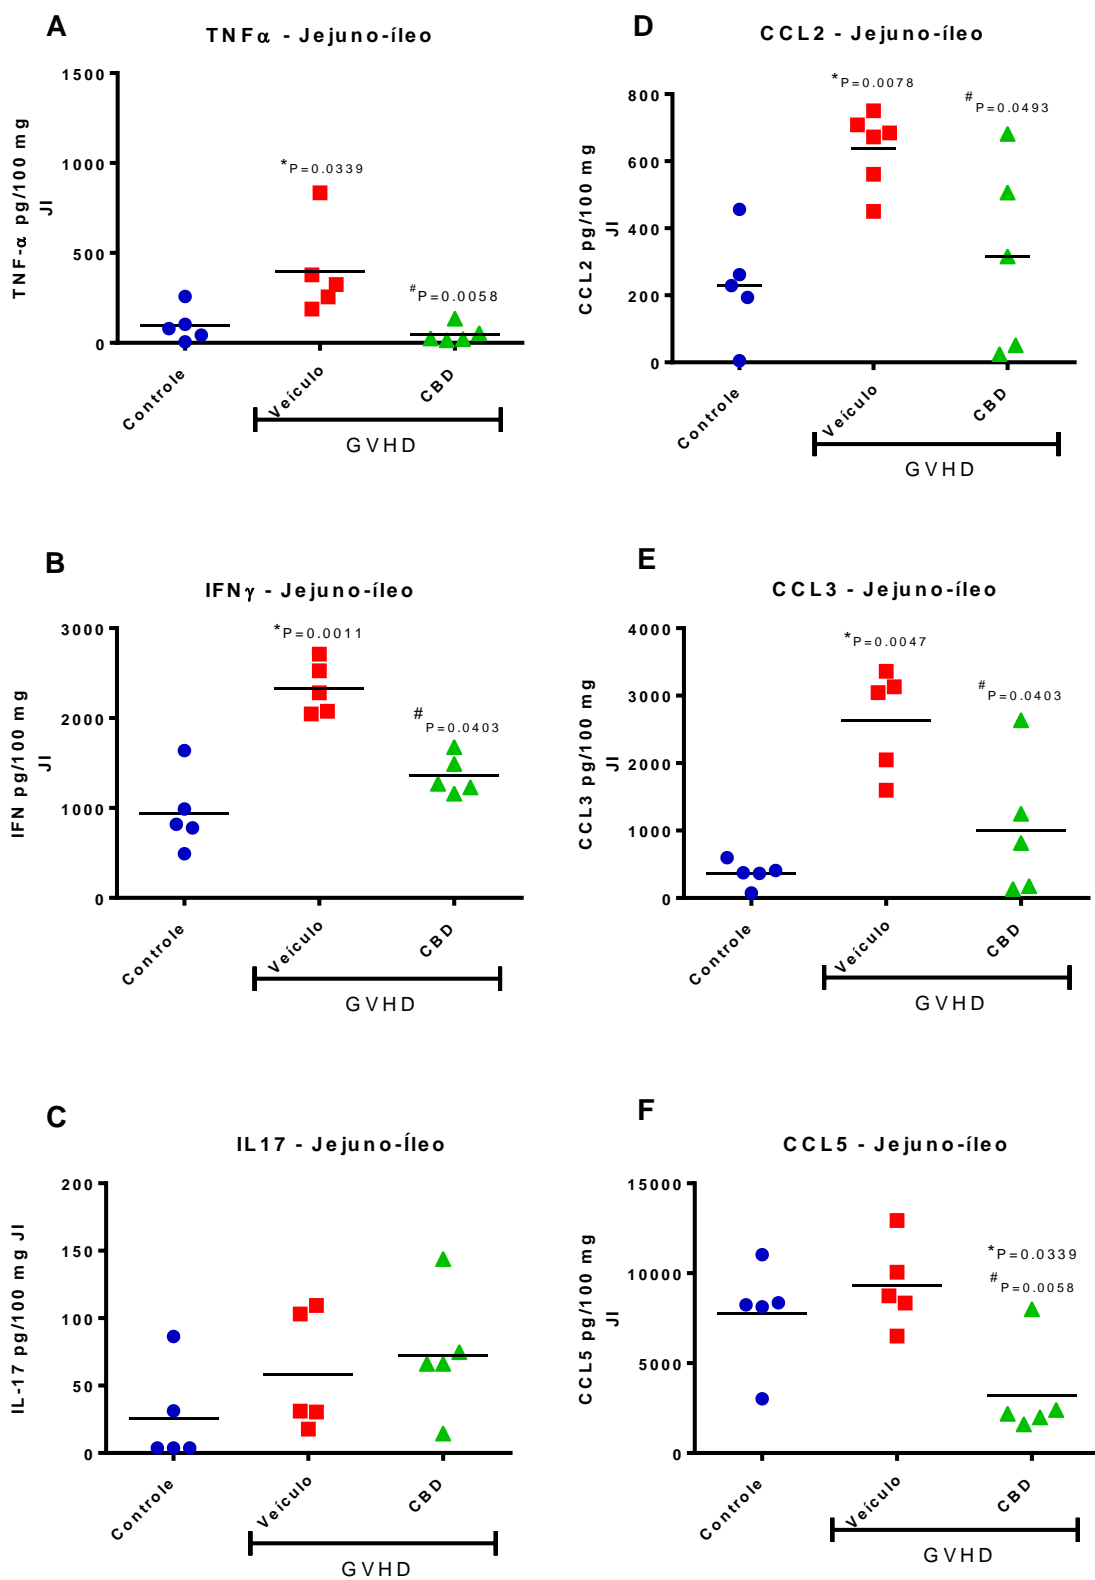 A
TNFα - Jejuno-íleo
TNF-α pg/100 mg
JI
1500
1000
500
0
*P=0.0339
#P=0.0058
Controle
Veículo
CBD
GVHD
D
CCL2 - Jejuno-íleo
CCL2 pg/100 mg
JI
800
600
400
200
0
*P=0.0078
#P=0.0493
Controle
Veículo
CBD
GVHD
B
IFNγ - Jejuno-íleo
IFN pg/100 mg
JI
3000
2000
1000
0
*P=0.0011
#P=0.0403
Controle
Veículo
CBD
GVHD
E
CCL3 - Jejuno-íleo
CCL3 pg/100 mg
JI
4000
3000
2000
1000
0
*P=0.0047
#P=0.0403
Controle
Veículo
CBD
GVHD
C
IL17 - Jejuno-Íleo
IL-17 pg/100 mg JI
200
150
100
50
0
Controle
Veículo
CBD
GVHD
F
CCL5 - Jejuno-íleo
CCL5 pg/100 mg
JI
15000
10000
5000
0
*P=0.0339
#P=0.0058
Controle
Veículo
CBD
GVHD